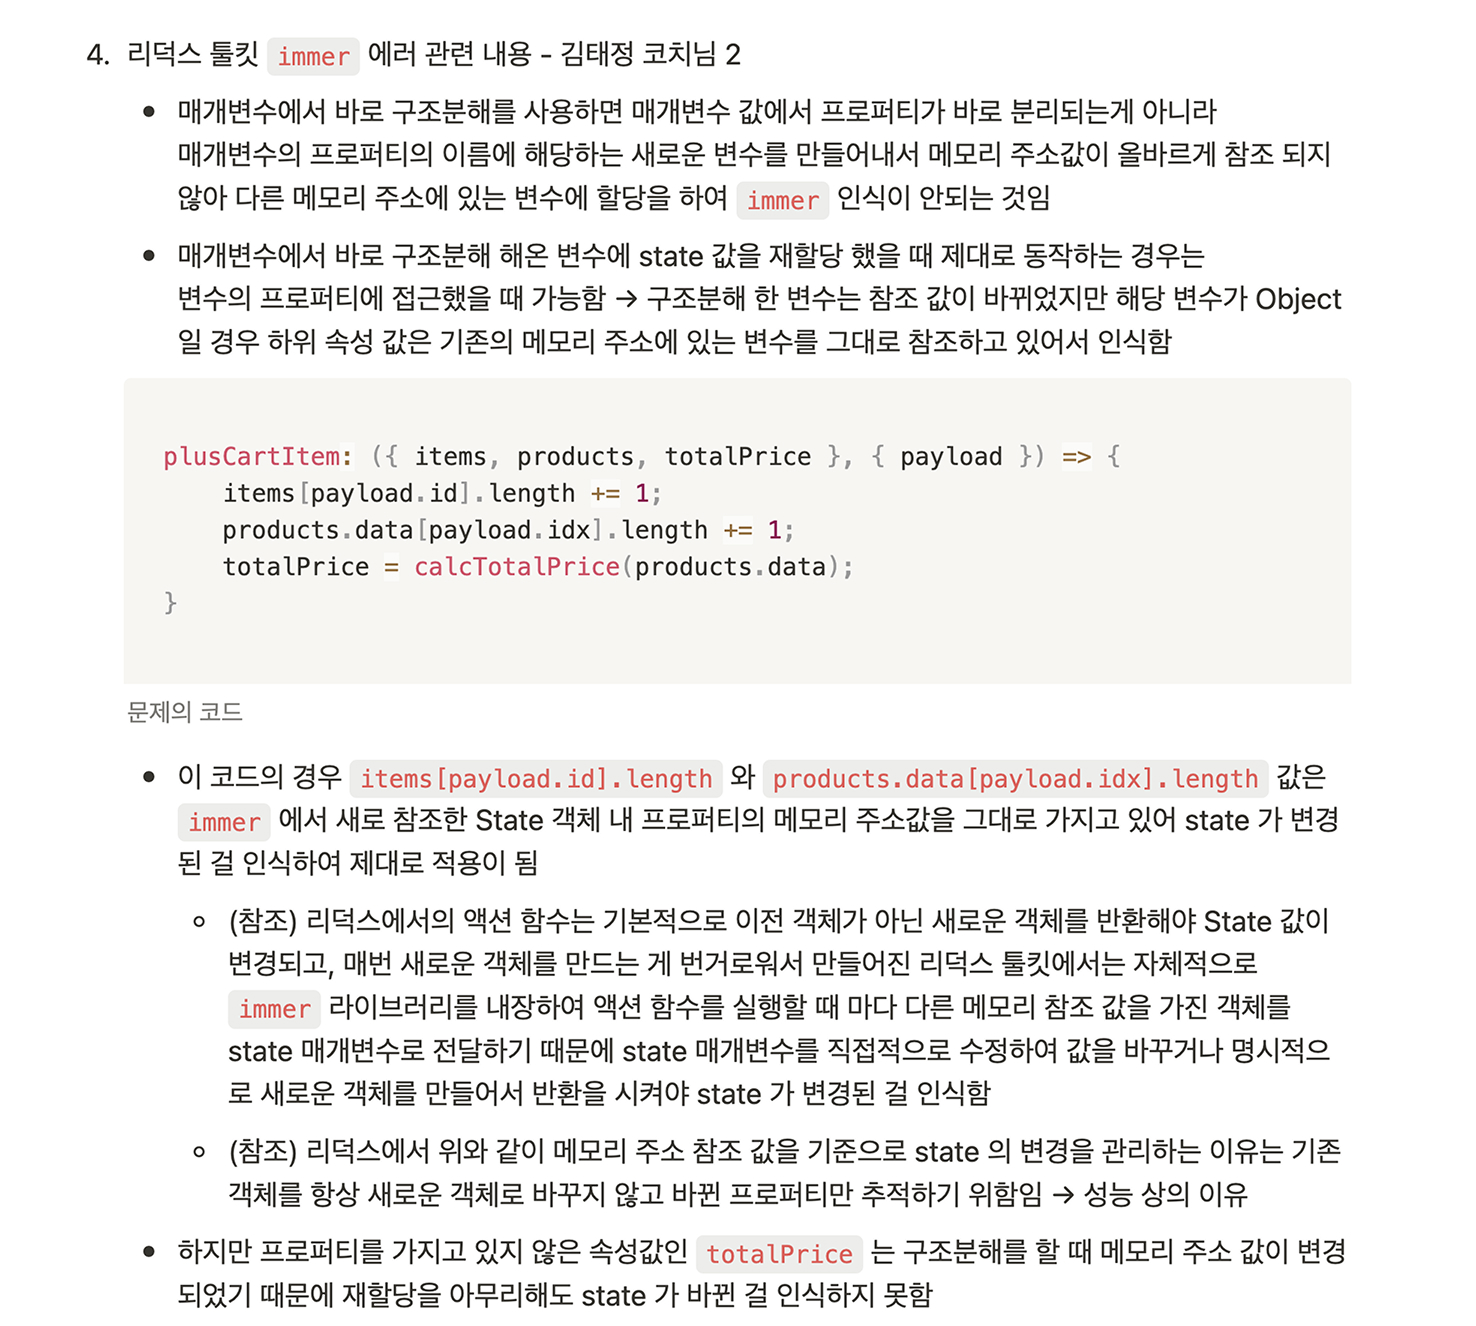 4. 리덕스 툴킷 immer 에러 관련 내용 - 김태정 코치님 2
• 매개변수에서 바로 구조분해를 사용하면 매개변수 값에서 프로퍼티가 바로 분리되는게 아니라
매개변수의 프로퍼티의 이름에 해당하는 새로운 변수를 만들어내서 메모리 주소값이 올바르게 참조 되지
않아 다른 메모리 주소에 있는 변수에 할당을 하여 immer 인식이 안되는 것임
• 매개변수에서 바로 구조분해 해온 변수에 state 값을 재할당 했을 때 제대로 동작하는 경우는
변수의 프로퍼티에 접근했을 때 가능함 → 구조분해 한 변수는 참조 값이 바뀌었지만 해당 변수가 Object
일 경우 하위 속성 값은 기존의 메모리 주소에 있는 변수를 그대로 참조하고 있어서 인식함
plusCartItem: ({ items, products, totalPrice }, { payload }) => {
    items[payload.id].length += 1;
    products.data[payload.idx].length += 1;
    totalPrice = calcTotalPrice(products.data);
}
문제의 코드
• 이 코드의 경우 items[payload.id].length 와 products.data[payload.idx].length 값은
immer 에서 새로 참조한 State 객체 내 프로퍼티의 메모리 주소값을 그대로 가지고 있어 state 가 변경
된 걸 인식하여 제대로 적용이 됨
◦ (참조) 리덕스에서의 액션 함수는 기본적으로 이전 객체가 아닌 새로운 객체를 반환해야 State 값이
변경되고, 매번 새로운 객체를 만드는 게 번거로워서 만들어진 리덕스 툴킷에서는 자체적으로
immer 라이브러리를 내장하여 액션 함수를 실행할 때 마다 다른 메모리 참조 값을 가진 객체를
state 매개변수로 전달하기 때문에 state 매개변수를 직접적으로 수정하여 값을 바꾸거나 명시적으
로 새로운 객체를 만들어서 반환을 시켜야 state 가 변경된 걸 인식함
◦ (참조) 리덕스에서 위와 같이 메모리 주소 참조 값을 기준으로 state 의 변경을 관리하는 이유는 기존
객체를 항상 새로운 객체로 바꾸지 않고 바뀐 프로퍼티만 추적하기 위함임 → 성능 상의 이유
• 하지만 프로퍼티를 가지고 있지 않은 속성값인 totalPrice 는 구조분해를 할 때 메모리 주소 값이 변경
되었기 때문에 재할당을 아무리해도 state 가 바뀐 걸 인식하지 못함